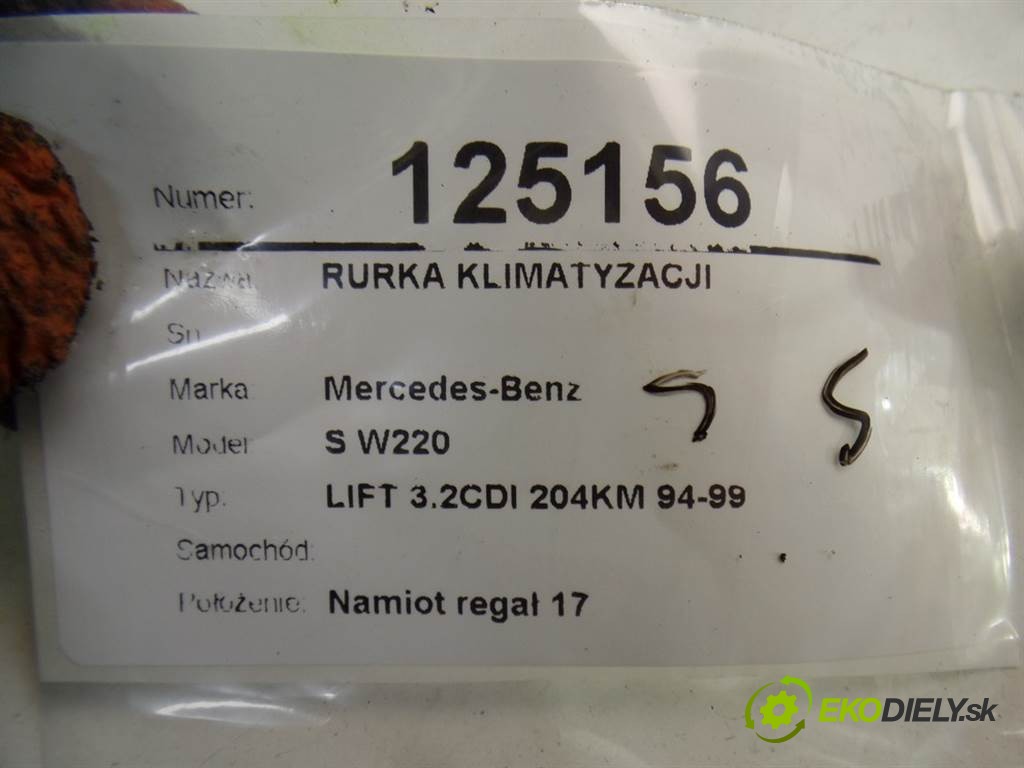 Numer: 125156
Nazwa: RURKA KLIMATYZACJI
Sn
Marka Mercedes-Benz
Model S W220
Typ: LIFT 3.2CDI 204KM 94-99
Samochód:
Położenie: Namiot regał 17
EKODIELY.sk